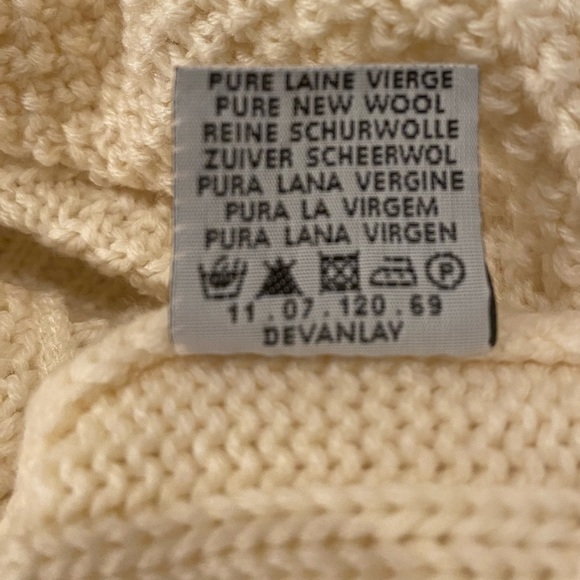 PURE LAINE VIERGE
PURE NEW WOOL
REINE SCHURWOLLE
ZUIVER SCHEERWOL
PURA LANA VERGINE
PURA LA VIRGEM
PURA LANA VIRGEN
P
11.07.120.69
DEVANLAY